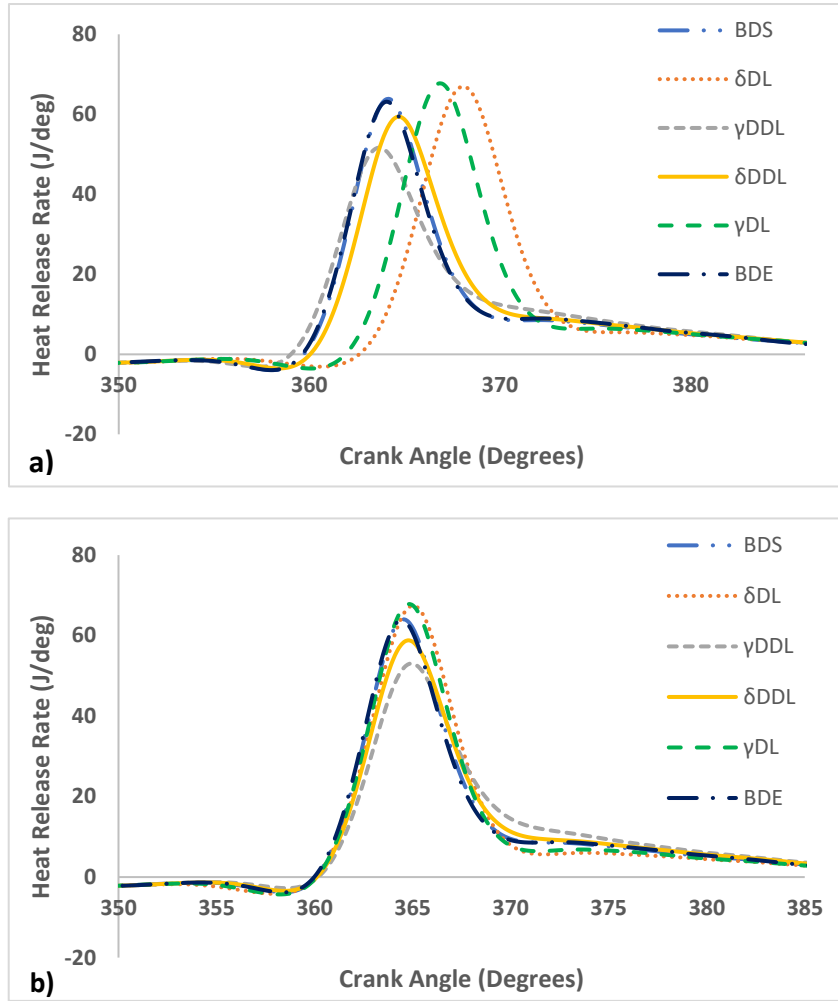 80
60
40
20
0
-20
Heat Release Rate (J/deg)
350
360
370
380
Crank Angle (Degrees)
BDS
δDL
γDDL
δDDL
γDL
BDE
a)
80
60
40
20
0
-20
Heat Release Rate (J/deg)
350
355
360
365
370
375
380
385
Crank Angle (Degrees)
BDS
δDL
γDDL
δDDL
γDL
BDE
b)